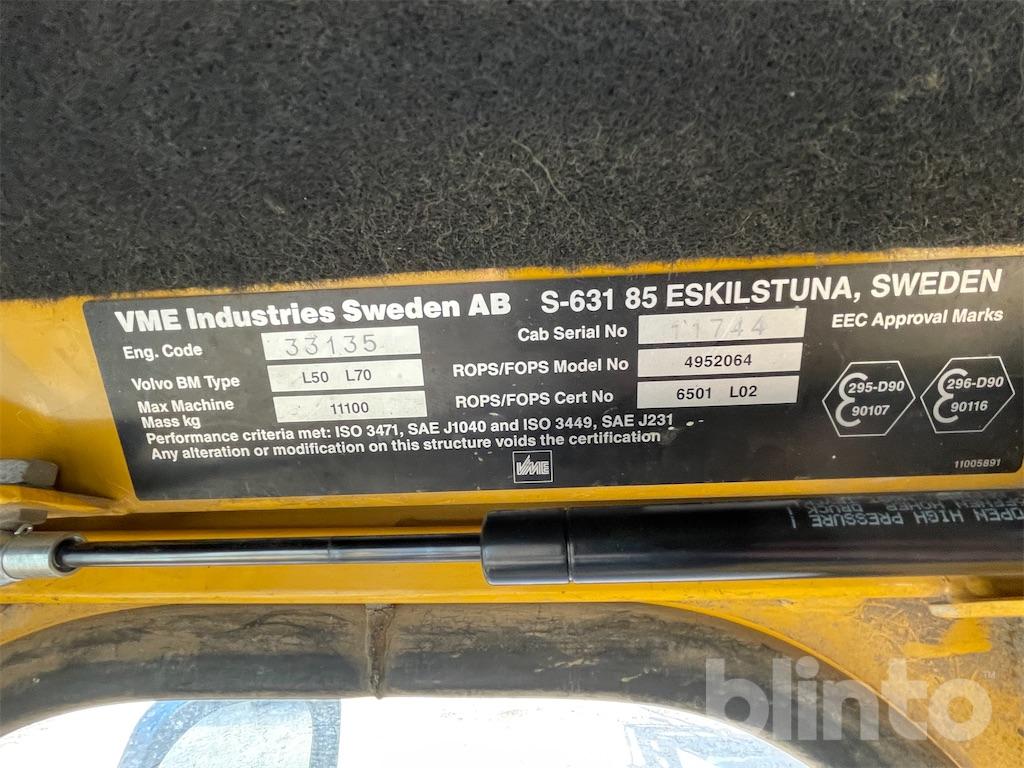 VME Industries Sweden AB S-631 85 ESKILSTUNA, SWEDEN
Eng. Code 33135 Cab Serial No 11744 EEC Approval Marks
Volvo BM Type L50 L70 ROPS/FOPS Model No 4952064
Max Machine Mass kg 11100 ROPS/FOPS Cert No 6501 L02
295-D90
90107
296-D90
90116
Performance criteria met: ISO 3471, SAE J1040 and ISO 3449, SAE J231
Any alteration or modification on this structure voids the certification
VME
11005891
OPEN HIGH PRESSURE
DRUCK !
blinto™